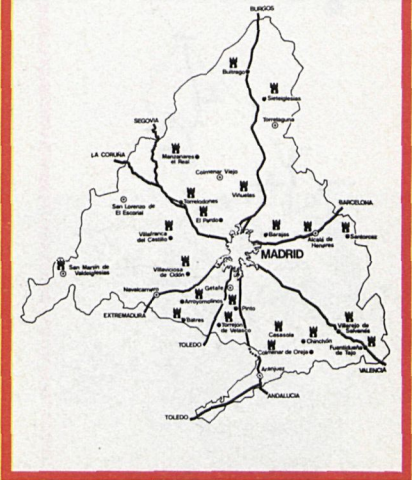 BURGOS
Buitrago
Sieteiglesias
Torrelaguna
SEGOVIA
LA CORUÑA
Manzanares
el Real
Colmenar Viejo
Viñuelas
San Lorenzo de
El Escorial
Torrelodones
El Pardo
BARCELONA
Villafranca
del Castillo
Barajas
Alcalá de
Henares
Santorcaz
MADRID
San Martín de
Valdeiglesias
Villaviciosa
de Odón
Navalcarnero
Getafe
Arroyomolinos
Pinto
EXTREMADURA
Batres
Torrejón
de Velasco
Casasola
Chinchón
Villarejo de
Salvanés
Fuentidueña
de Tajo
TOLEDO
Colmenar de Oreja
Aranjuez
VALENCIA
ANDALUCIA
TOLEDO